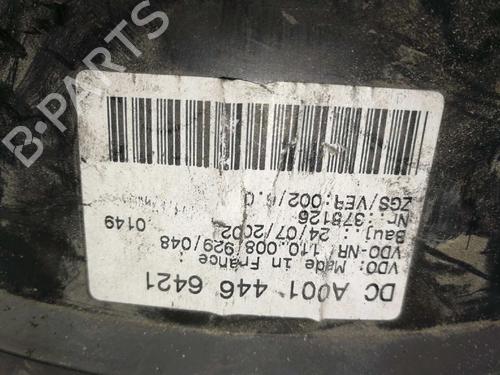 DC A001 446 6421
VDO: Made in France :
VDO-NR 110.008/929/048
Bauj.: 24/07/2002 0149
Nr.: 378126
ZGS/VER:002/6.0
B-PARTS